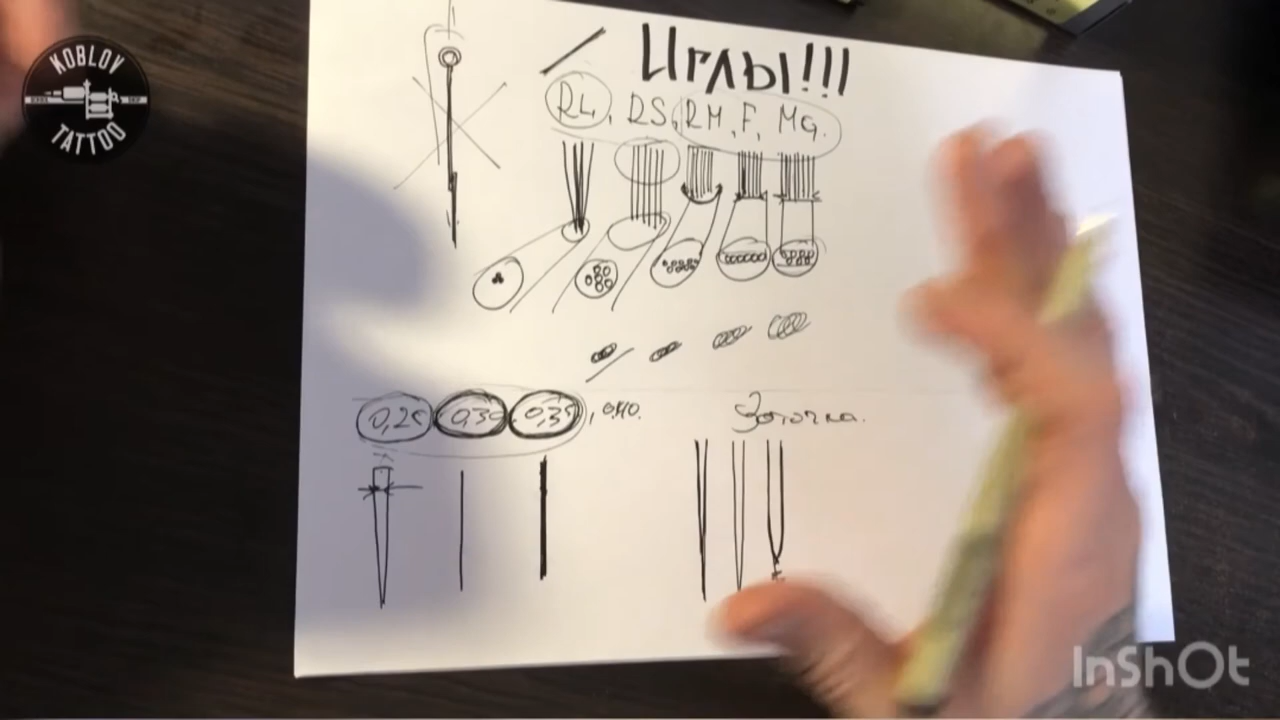 KOBLOV
TATTOO
Иглы!!!
RL, RS, RM, F, Mg.
0,25 0,30 0,35, 0,40.
Заточка.
InShOt